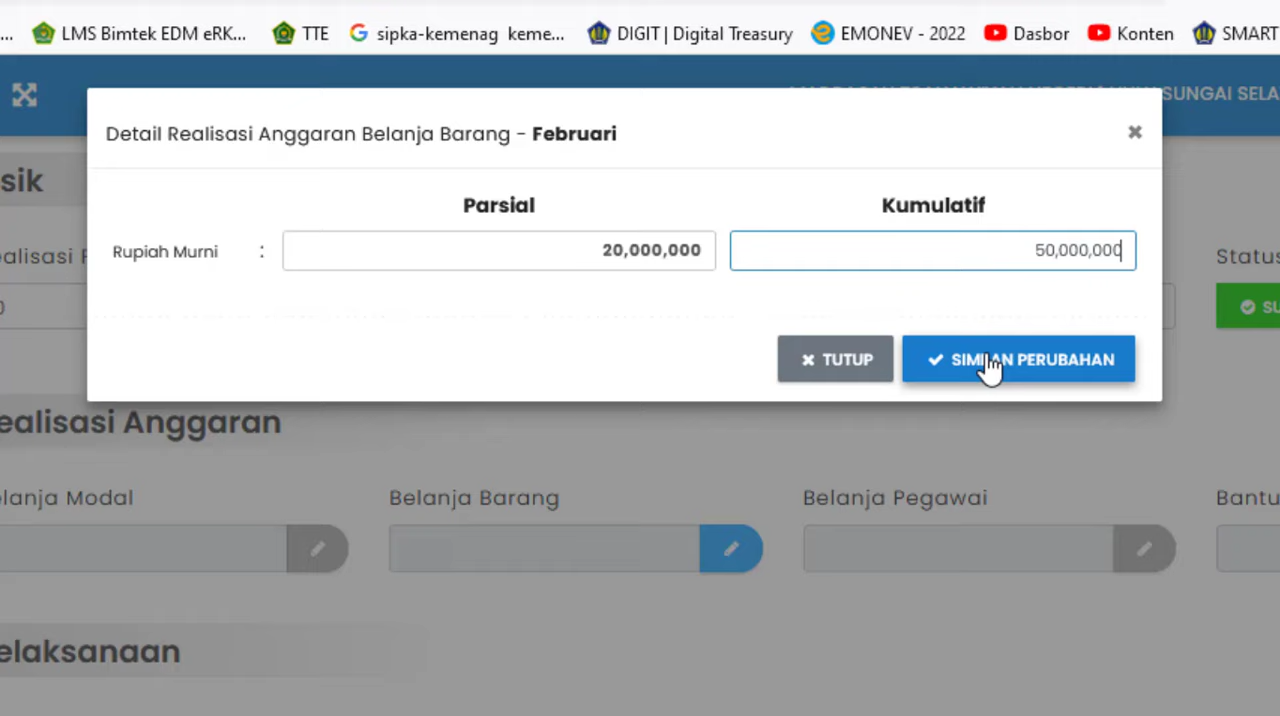 ... LMS Bimtek EDM eRK... TTE sipka-kemenag keme... DIGIT | Digital Treasury EMONEV - 2022 Dasbor Konten SMART
SUNGAI SELA
Detail Realisasi Anggaran Belanja Barang - Februari
sik
Parsial Kumulatif
Rupiah Murni : 20,000,000 50,000,000
alisasi Status
TUTUP SIMPAN PERUBAHAN
ealisasi Anggaran
elanja Modal Belanja Barang Belanja Pegawai Bantu
elaksanaan